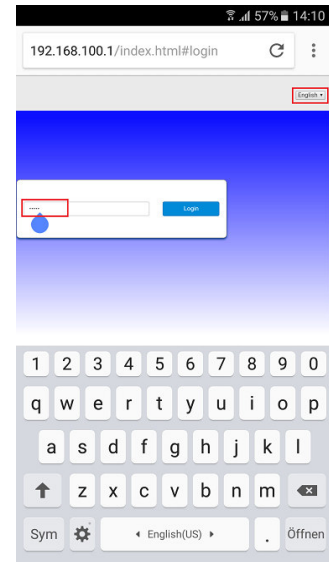 57% 14:10
192.168.100.1/index.html#login
English
Login
1 2 3 4 5 6 7 8 9 0
q w e r t y u i o p
a s d f g h j k l
z x c v b n m
Sym English(US) . Öffnen